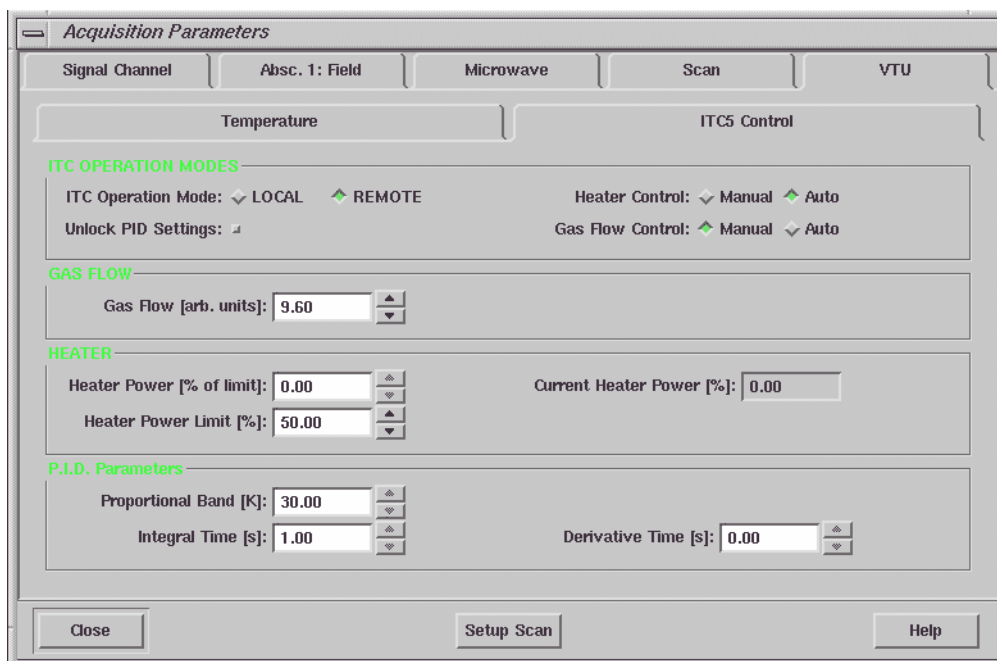 Acquisition Parameters
Signal Channel Absc. 1: Field Microwave Scan VTU
Temperature ITC5 Control
ITC OPERATION MODES
ITC Operation Mode: LOCAL REMOTE Heater Control: Manual Auto
Unlock PID Settings: Gas Flow Control: Manual Auto
GAS FLOW
Gas Flow [arb. units]: 9.60
HEATER
Heater Power [% of limit]: 0.00 Current Heater Power [%]: 0.00
Heater Power Limit [%]: 50.00
P.I.D. Parameters
Proportional Band [K]: 30.00
Integral Time [s]: 1.00 Derivative Time [s]: 0.00
Close Setup Scan Help